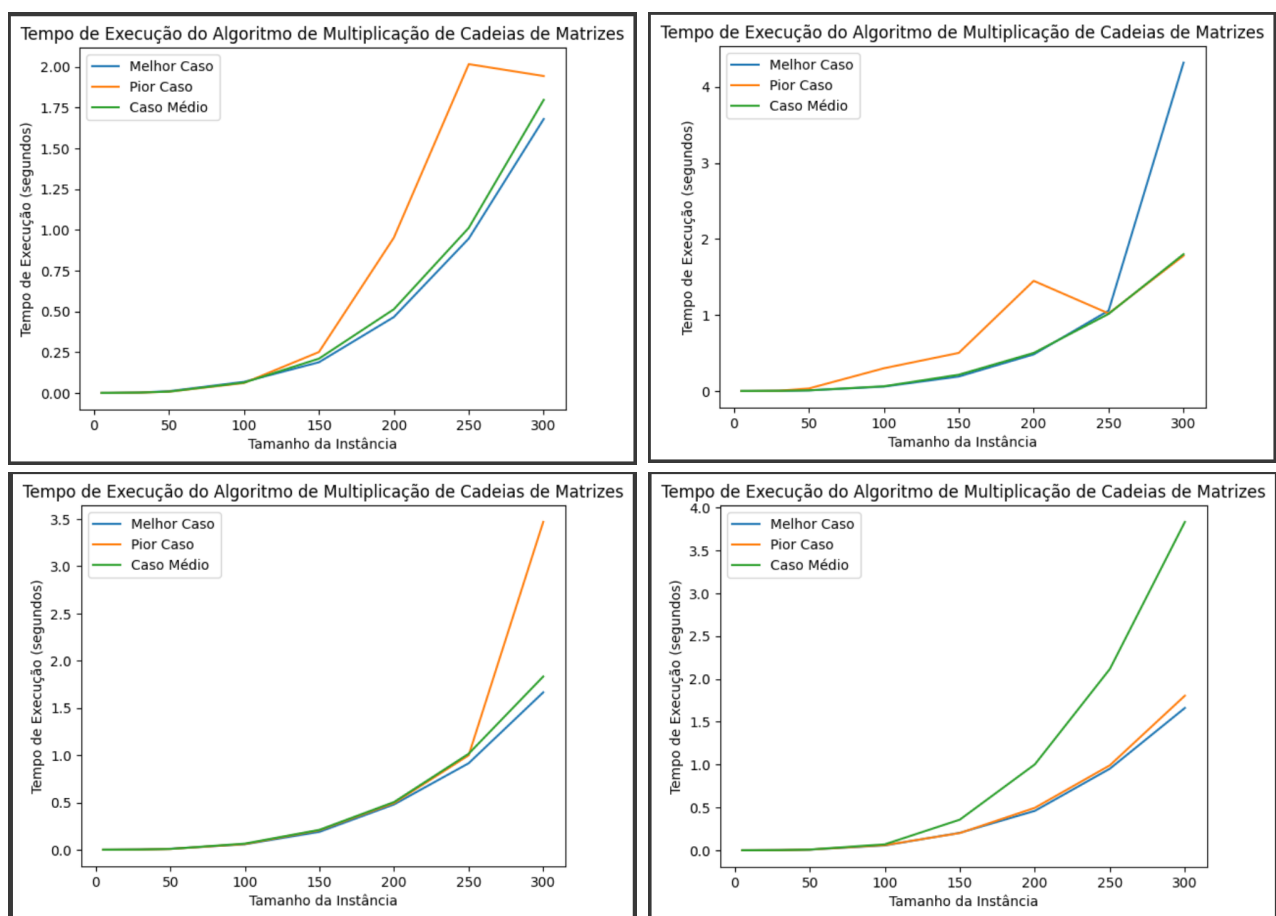 Tempo de Execução do Algoritmo de Multiplicação de Cadeias de Matrizes
Melhor Caso
Pior Caso
Caso Médio
Tempo de Execução (segundos)
2.00
1.75
1.50
1.25
1.00
0.75
0.50
0.25
0.00
0 50 100 150 200 250 300
Tamanho da Instância
Tempo de Execução do Algoritmo de Multiplicação de Cadeias de Matrizes
Melhor Caso
Pior Caso
Caso Médio
Tempo de Execução (segundos)
4
3
2
1
0
0 50 100 150 200 250 300
Tamanho da Instância
Tempo de Execução do Algoritmo de Multiplicação de Cadeias de Matrizes
Melhor Caso
Pior Caso
Caso Médio
Tempo de Execução (segundos)
3.5
3.0
2.5
2.0
1.5
1.0
0.5
0.0
0 50 100 150 200 250 300
Tamanho da Instância
Tempo de Execução do Algoritmo de Multiplicação de Cadeias de Matrizes
Melhor Caso
Pior Caso
Caso Médio
Tempo de Execução (segundos)
4.0
3.5
3.0
2.5
2.0
1.5
1.0
0.5
0.0
0 50 100 150 200 250 300
Tamanho da Instância